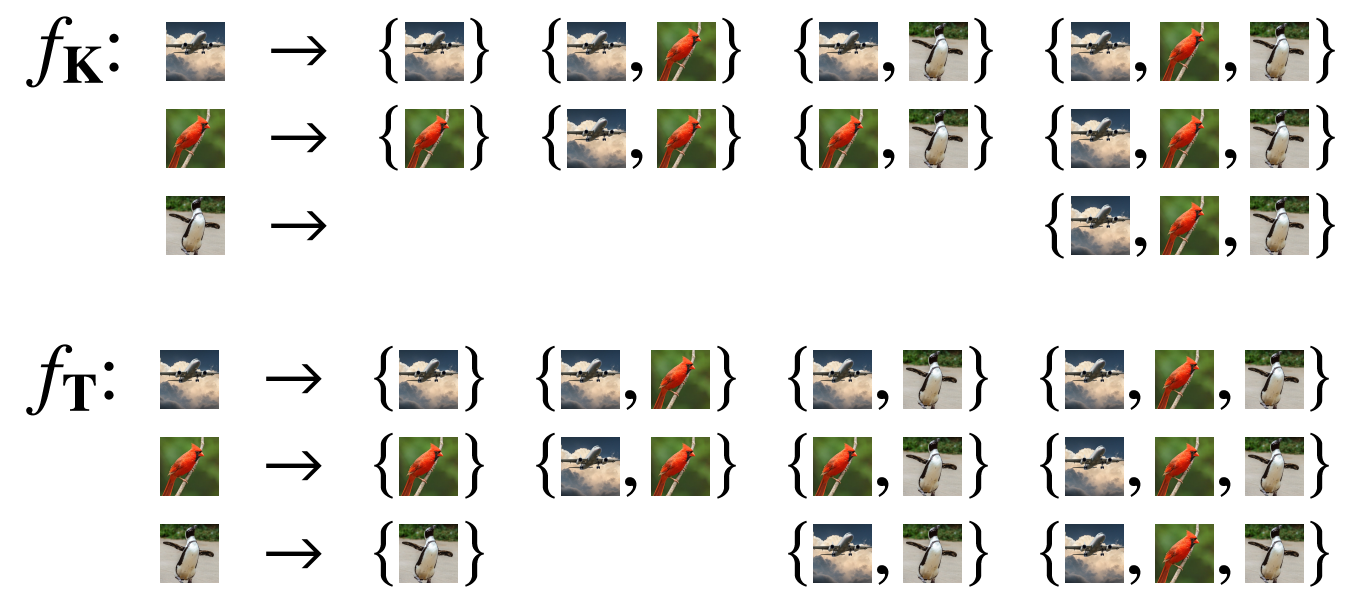 f_K: → { } { , } { , } { , , }
→ { } { , } { , } { , , }
→ { , , }
f_T: → { } { , } { , } { , , }
→ { } { , } { , } { , , }
→ { } { , } { , , }